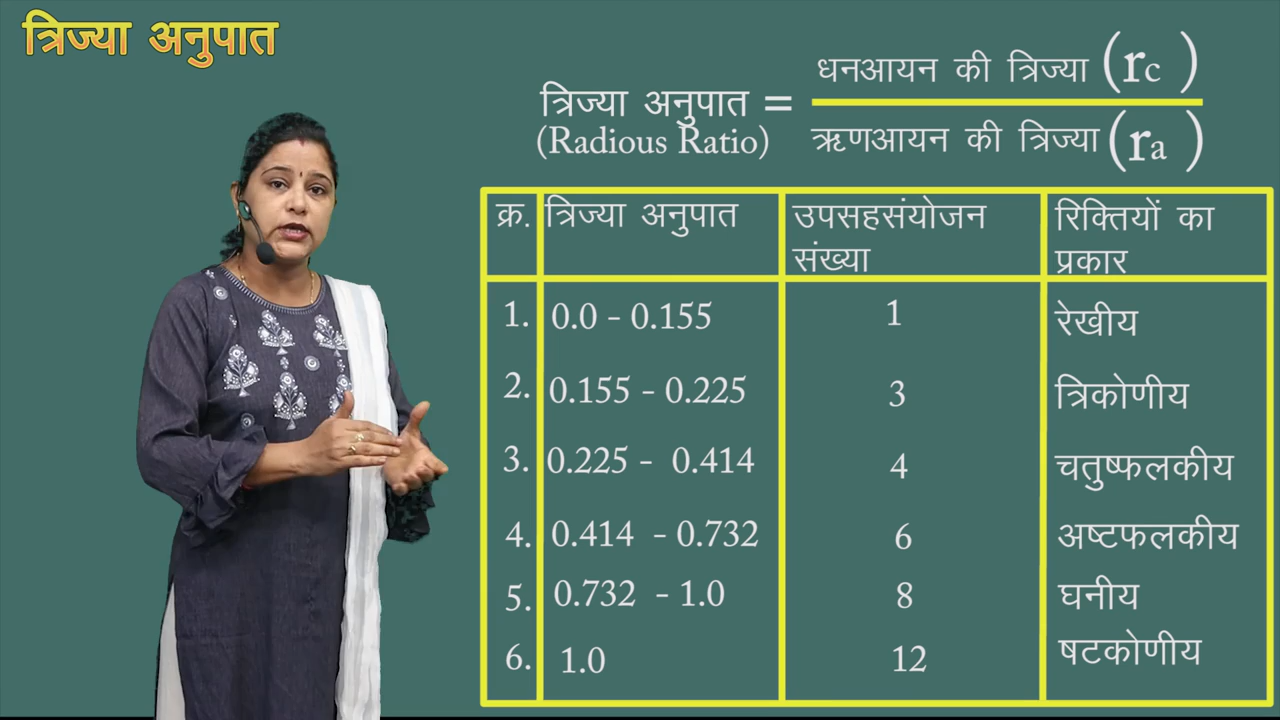 त्रिज्या अनुपात
त्रिज्या अनुपात = धनआयन की त्रिज्या (rc)
(Radious Ratio) ऋणआयन की त्रिज्या (ra)
क्र. त्रिज्या अनुपात उपसहसंयोजन संख्या रिक्तियों का प्रकार
1. 0.0 - 0.155 1 रेखीय
2. 0.155 - 0.225 3 त्रिकोणीय
3. 0.225 - 0.414 4 चतुष्फलकीय
4. 0.414 - 0.732 6 अष्टफलकीय
5. 0.732 - 1.0 8 घनीय
6. 1.0 12 षटकोणीय